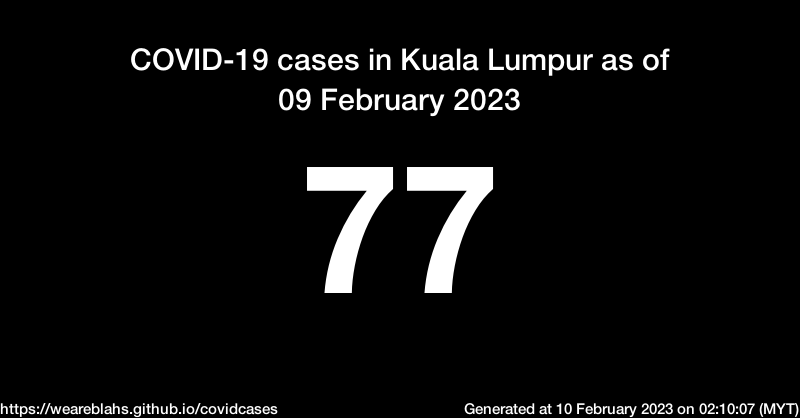 COVID-19 cases in Kuala Lumpur as of
09 February 2023
77
https://weareblahs.github.io/covidcases
Generated at 10 February 2023 on 02:10:07 (MYT)